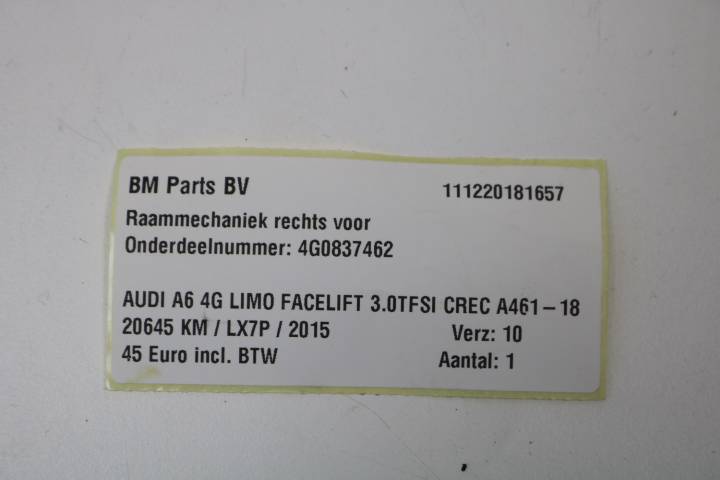 BM Parts BV 111220181657
Raammechaniek rechts voor
Onderdeelnummer: 4G0837462
AUDI A6 4G LIMO FACELIFT 3.0TFSI CREC A461-18
20645 KM / LX7P / 2015 Verz: 10
45 Euro incl. BTW Aantal: 1